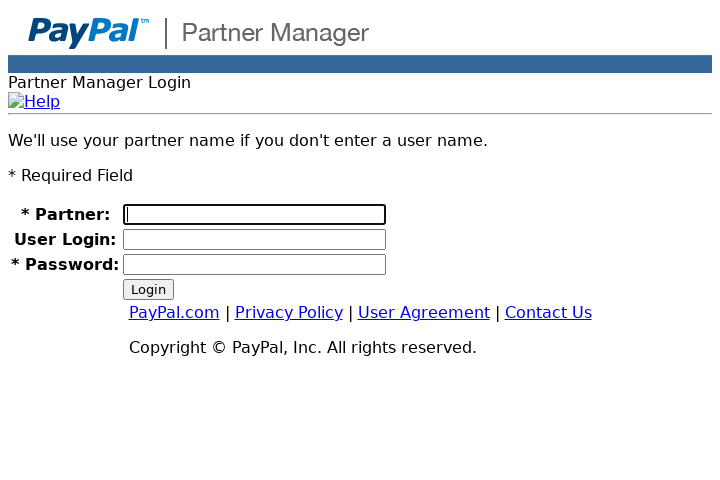 PayPal™ | Partner Manager
Partner Manager Login
Help
We'll use your partner name if you don't enter a user name.
* Required Field
* Partner:
User Login:
* Password:
Login
PayPal.com | Privacy Policy | User Agreement | Contact Us
Copyright © PayPal, Inc. All rights reserved.